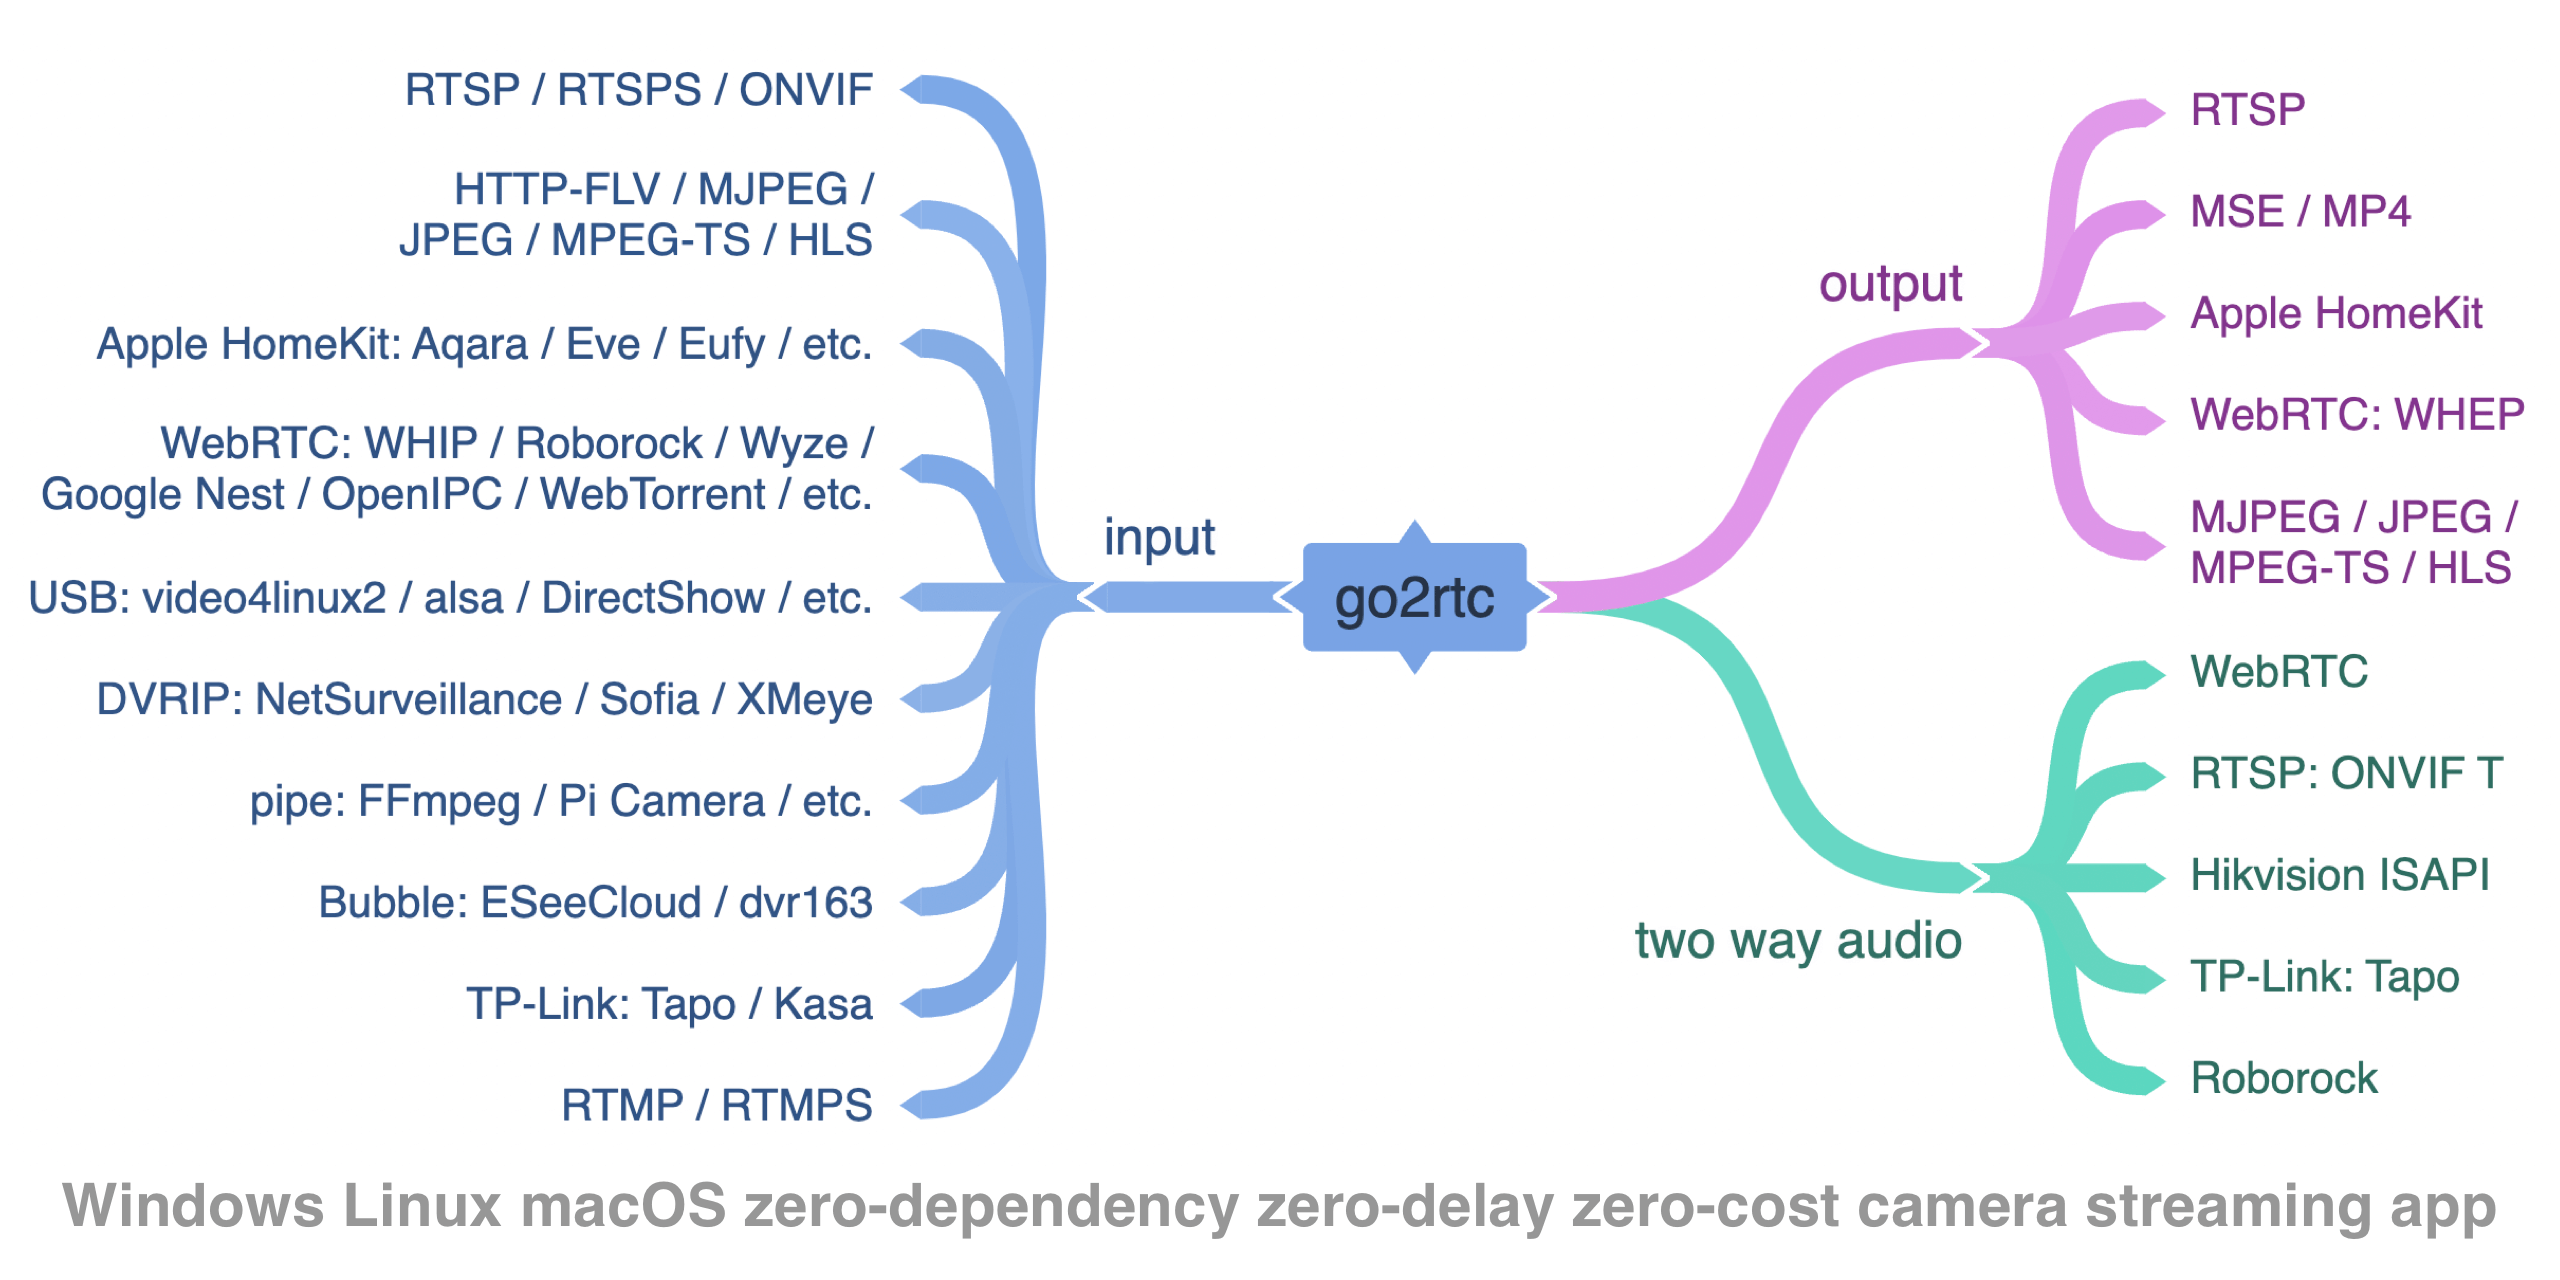 RTSP / RTSPS / ONVIF
HTTP-FLV / MJPEG /
JPEG / MPEG-TS / HLS
Apple HomeKit: Aqara / Eve / Eufy / etc.
WebRTC: WHIP / Roborock / Wyze /
Google Nest / OpenIPC / WebTorrent / etc.
USB: video4linux2 / alsa / DirectShow / etc.
DVRIP: NetSurveillance / Sofia / XMeye
pipe: FFmpeg / Pi Camera / etc.
Bubble: ESeeCloud / dvr163
TP-Link: Tapo / Kasa
RTMP / RTMPS
input
go2rtc
output
RTSP
MSE / MP4
Apple HomeKit
WebRTC: WHEP
MJPEG / JPEG /
MPEG-TS / HLS
two way audio
WebRTC
RTSP: ONVIF T
Hikvision ISAPI
TP-Link: Tapo
Roborock
Windows Linux macOS zero-dependency zero-delay zero-cost camera streaming app